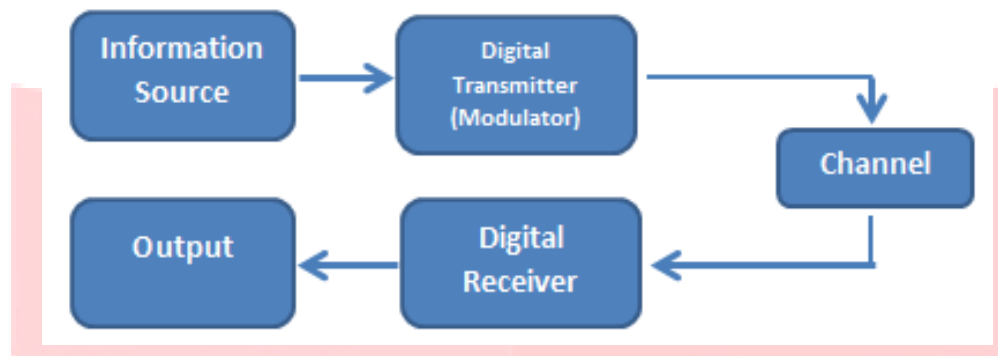 Information
Source
Digital
Transmitter
(Modulator)
Channel
Digital
Receiver
Output